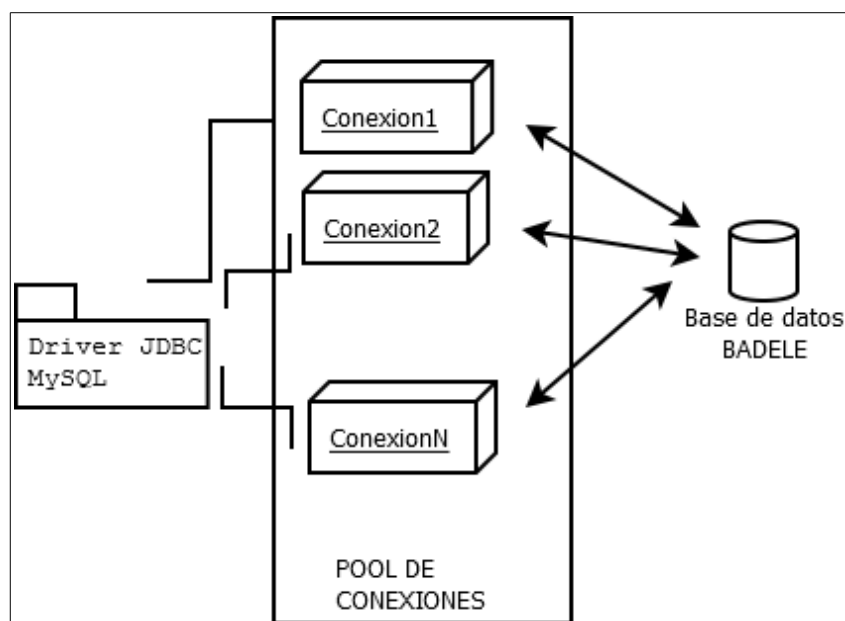 Conexion1
Conexion2
Driver JDBC
MySQL
Base de datos
BADELE
ConexionN
POOL DE
CONEXIONES